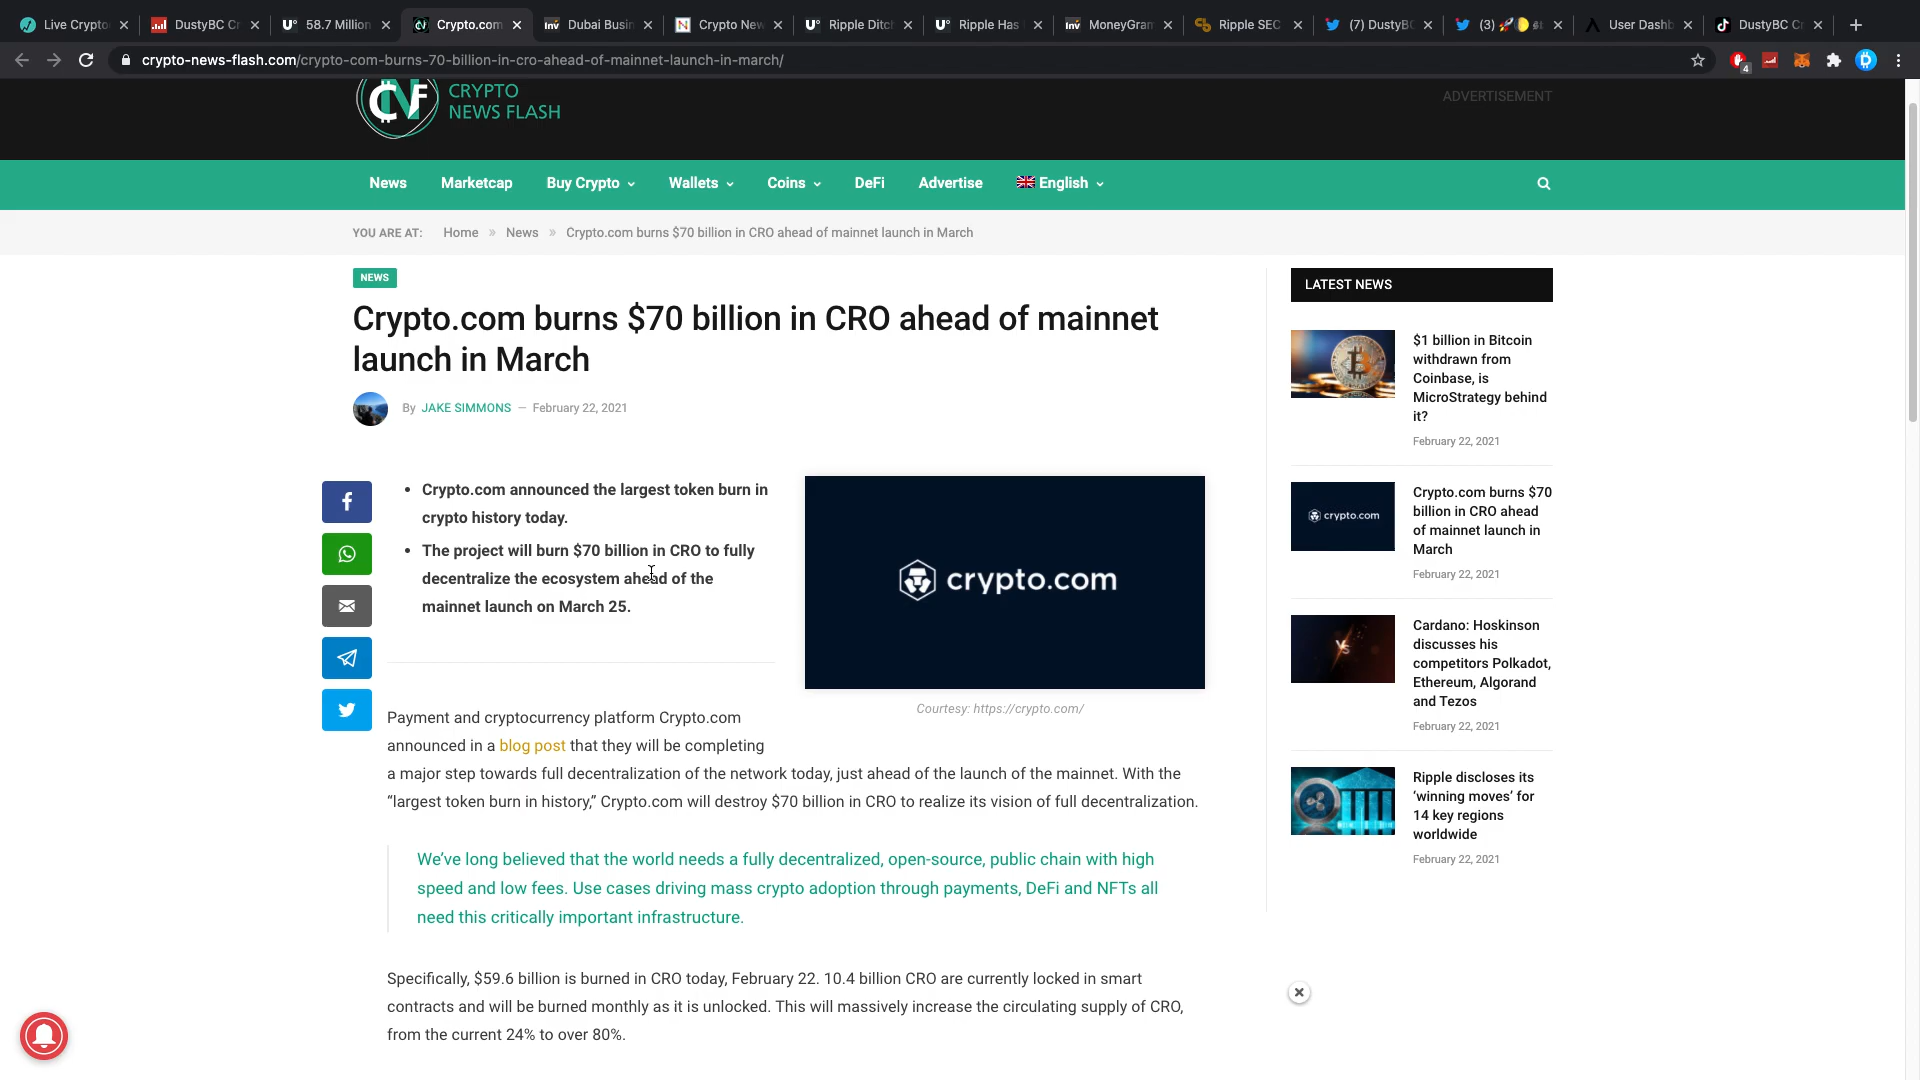 Live Crypto
DustyBC Cr
58.7 Million
Crypto.com
Dubai Busin
Crypto New
Ripple Ditc
Ripple Has
MoneyGram
Ripple SEC
(7) DustyBC
(3)
User Dashb
DustyBC Cr
crypto-news-flash.com/crypto-com-burns-70-billion-in-cro-ahead-of-mainnet-launch-in-march/
4
CRYPTO
NEWS FLASH
ADVERTISEMENT
News
Marketcap
Buy Crypto
Wallets
Coins
DeFi
Advertise
English
YOU ARE AT: Home » News » Crypto.com burns $70 billion in CRO ahead of mainnet launch in March
NEWS
Crypto.com burns $70 billion in CRO ahead of mainnet
launch in March
By JAKE SIMMONS — February 22, 2021
• Crypto.com announced the largest token burn in
crypto history today.
• The project will burn $70 billion in CRO to fully
decentralize the ecosystem ahead of the
mainnet launch on March 25.
crypto.com
Courtesy: https://crypto.com/
Payment and cryptocurrency platform Crypto.com
announced in a blog post that they will be completing
a major step towards full decentralization of the network today, just ahead of the launch of the mainnet. With the
“largest token burn in history,” Crypto.com will destroy $70 billion in CRO to realize its vision of full decentralization.
We’ve long believed that the world needs a fully decentralized, open-source, public chain with high
speed and low fees. Use cases driving mass crypto adoption through payments, DeFi and NFTs all
need this critically important infrastructure.
Specifically, $59.6 billion is burned in CRO today, February 22. 10.4 billion CRO are currently locked in smart
contracts and will be burned monthly as it is unlocked. This will massively increase the circulating supply of CRO,
from the current 24% to over 80%.
LATEST NEWS
$1 billion in Bitcoin
withdrawn from
Coinbase, is
MicroStrategy behind
it?
February 22, 2021
crypto.com
Crypto.com burns $70
billion in CRO ahead
of mainnet launch in
March
February 22, 2021
VS
Cardano: Hoskinson
discusses his
competitors Polkadot,
Ethereum, Algorand
and Tezos
February 22, 2021
Ripple discloses its
‘winning moves’ for
14 key regions
worldwide
February 22, 2021